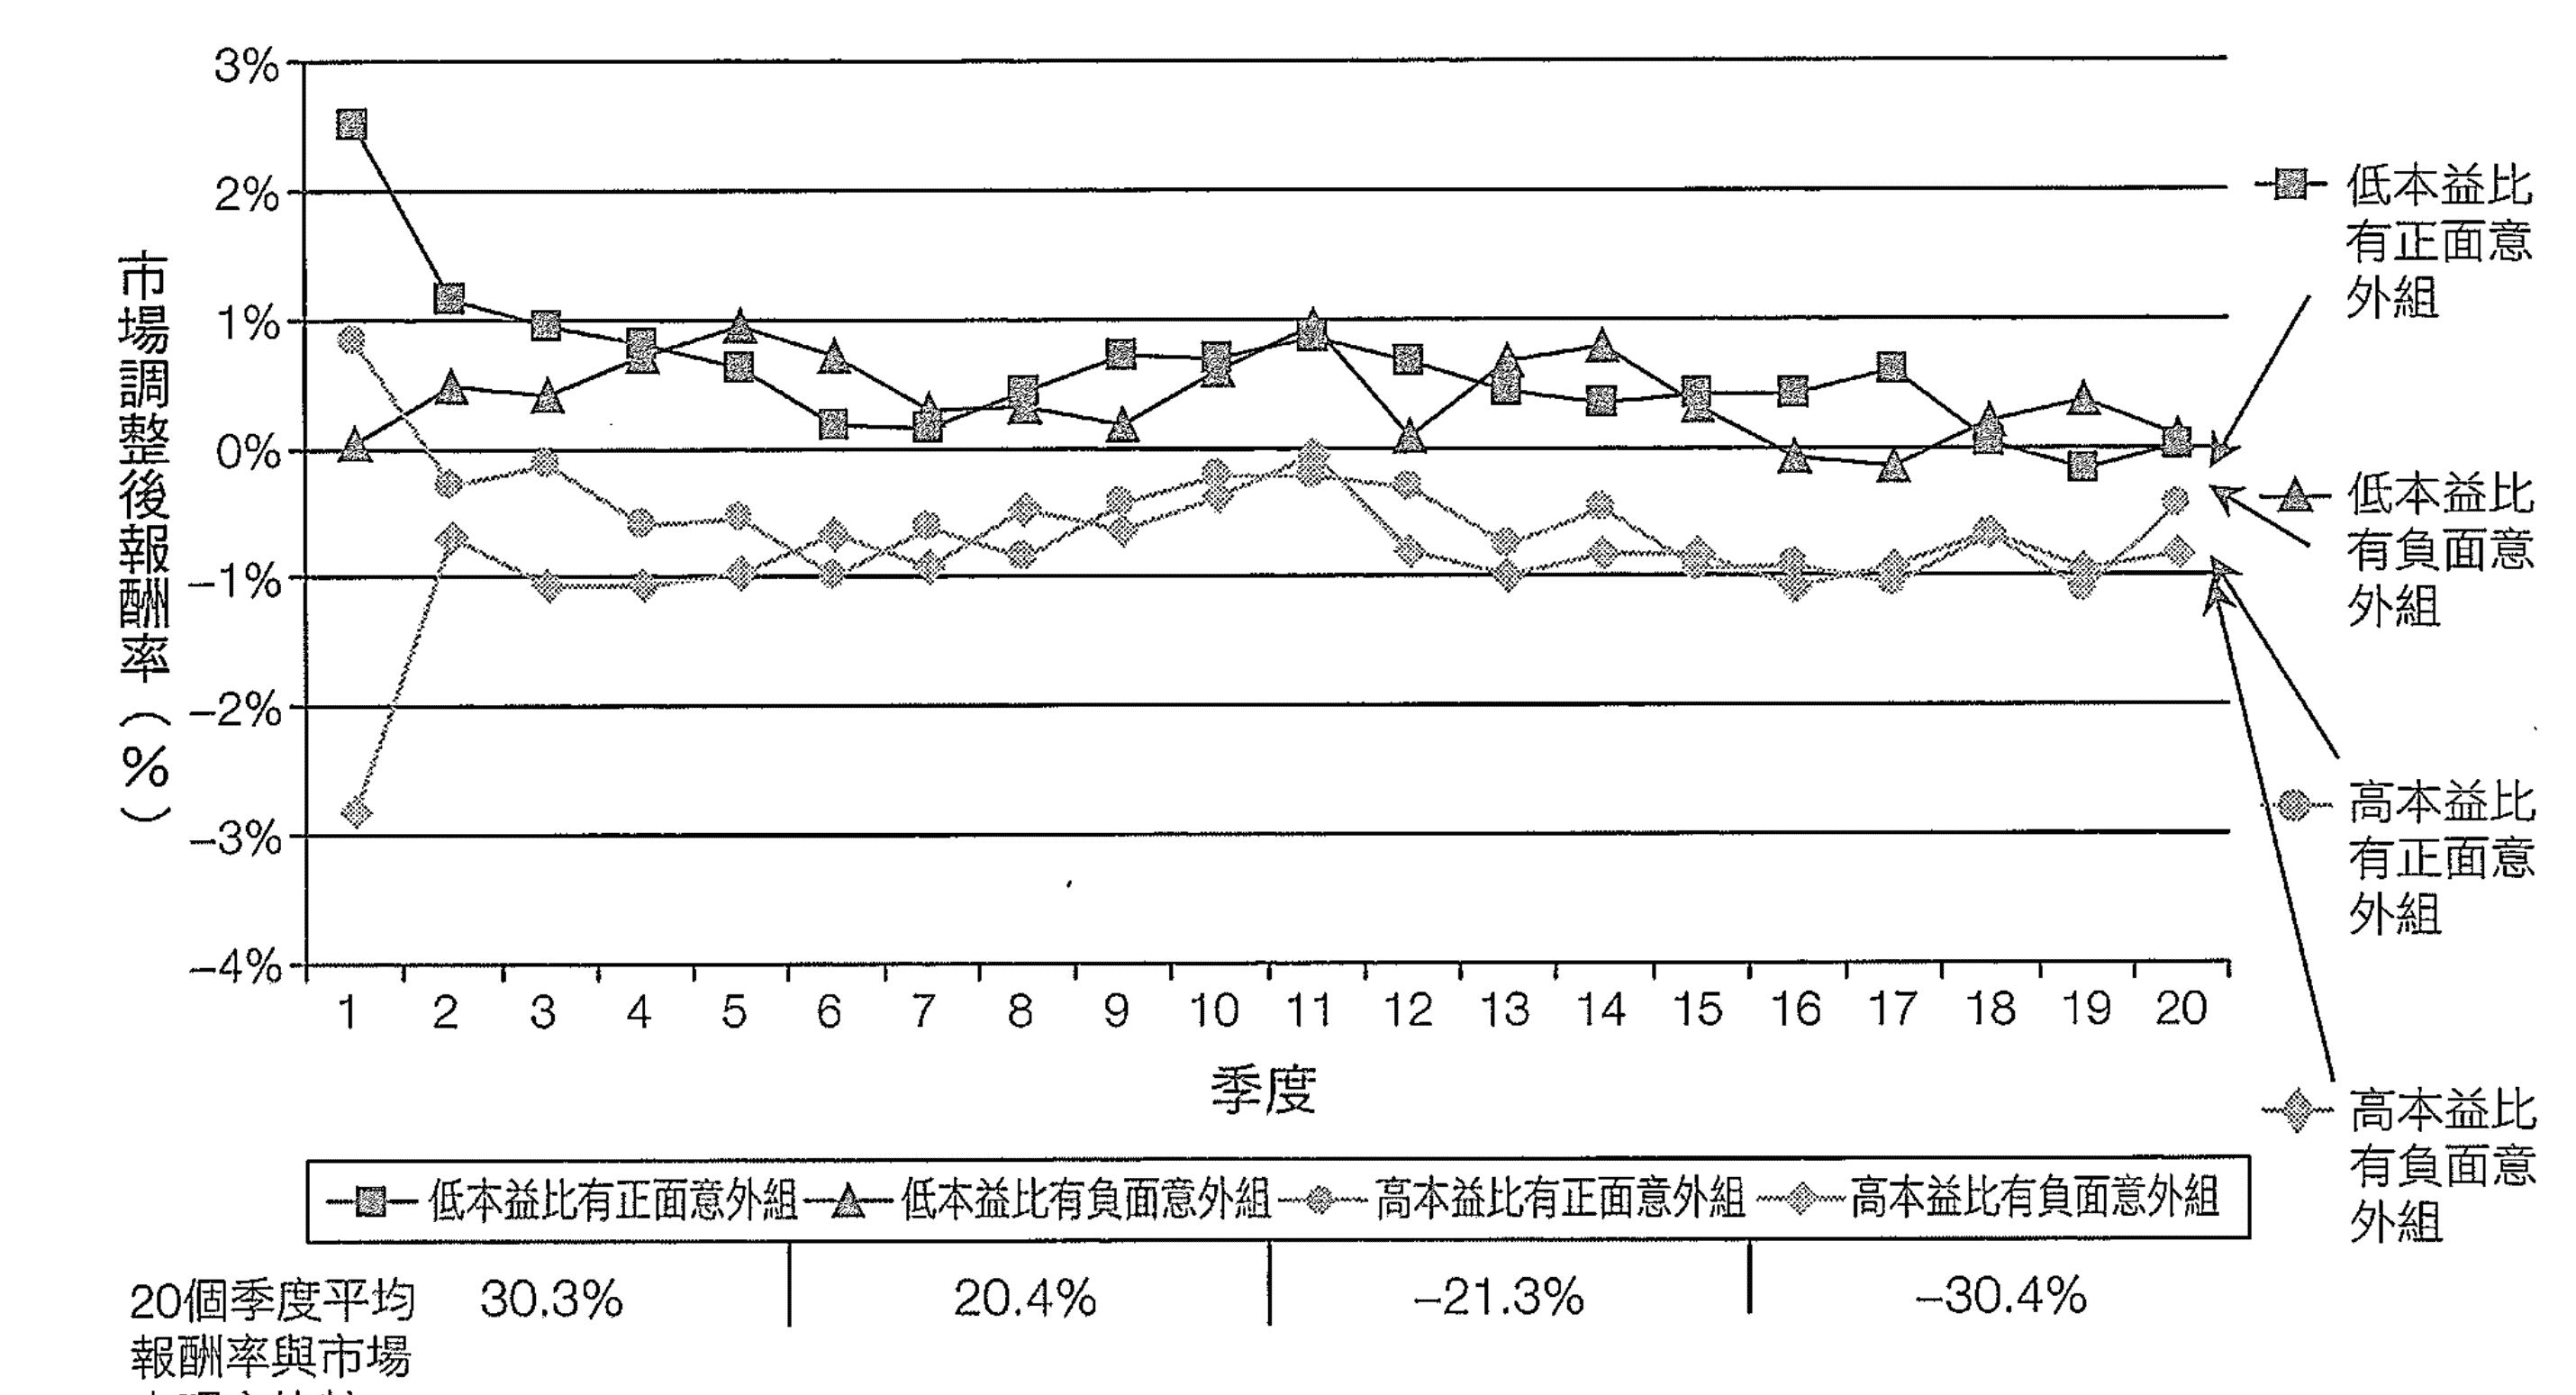 3%
2%
1%
0%
-1%
-2%
-3%
-4%
市場調整後報酬率(%)
1 2 3 4 5 6 7 8 9 10 11 12 13 14 15 16 17 18 19 20
季度
低本益比
有正面意
外組
低本益比
有負面意
外組
高本益比
有正面意
外組
高本益比
有負面意
外組
低本益比有正面意外組 低本益比有負面意外組 高本益比有正面意外組 高本益比有負面意外組
20個季度平均 30.3% 20.4% -21.3% -30.4%
報酬率與市場